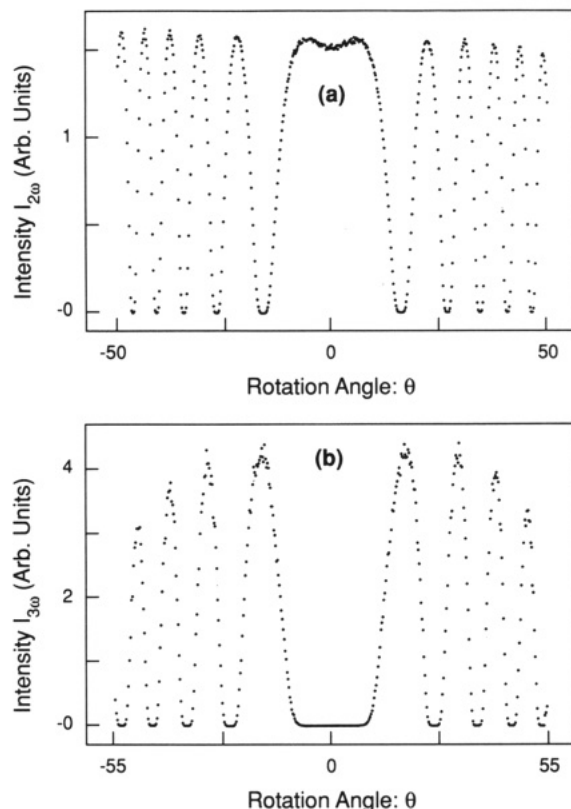 (a)
Intensity I2ω (Arb. Units)
1
-0
-50
0
50
Rotation Angle: θ
(b)
Intensity I3ω (Arb. Units)
4
2
-0
-55
0
55
Rotation Angle: θ